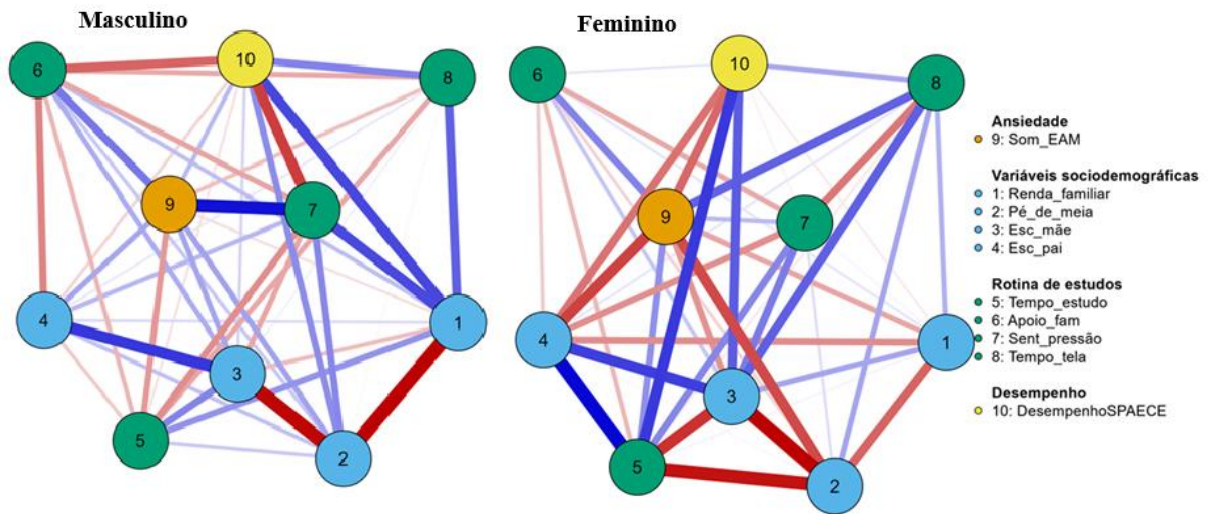 Masculino
6
10
8
9
7
4
1
3
5
2
Feminino
6
10
8
9
7
4
1
3
5
2
Ansiedade
9: Som_EAM
Variáveis sociodemográficas
1: Renda_familiar
2: Pé_de_meia
3: Esc_mãe
4: Esc_pai
Rotina de estudos
5: Tempo_estudo
6: Apoio_fam
7: Sent_pressão
8: Tempo_tela
Desempenho
10: DesempenhoSPAECE